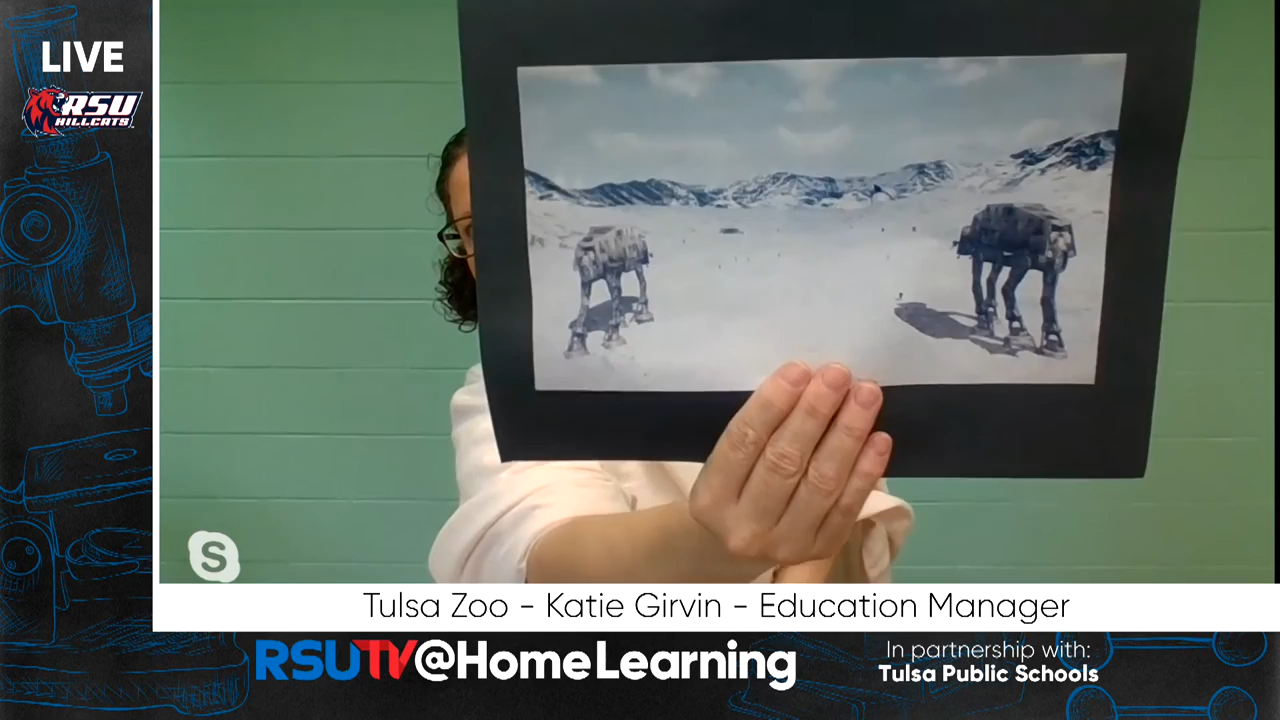 LIVE
RSU
HILLCATS
S
Tulsa Zoo - Katie Girvin - Education Manager
RSUTV@HomeLearning
In partnership with:
Tulsa Public Schools